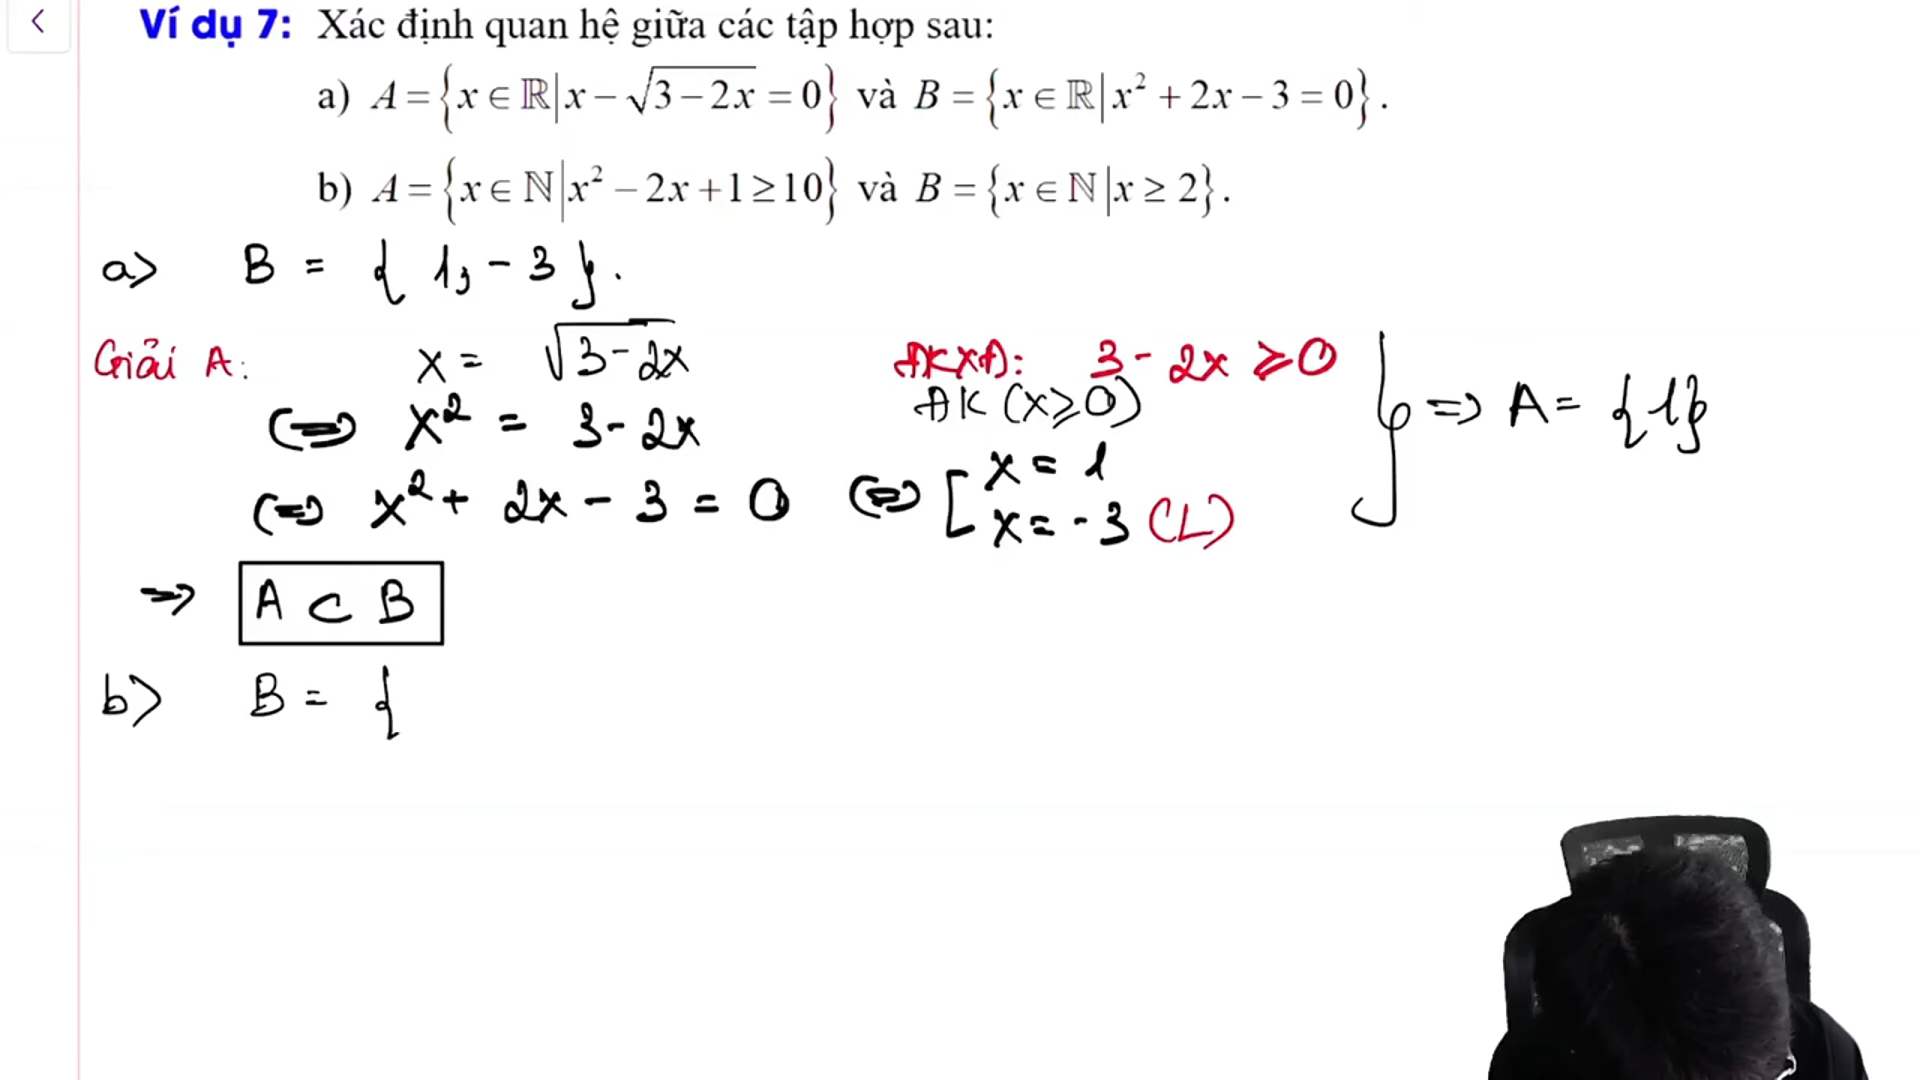 Ví dụ 7: Xác định quan hệ giữa các tập hợp sau:
a) A = {x ∈ ℝ | x − √(3 − 2x) = 0} và B = {x ∈ ℝ | x² + 2x − 3 = 0}.
b) A = {x ∈ ℕ | x² − 2x + 1 ≥ 10} và B = {x ∈ ℕ | x ≥ 2}.
a> B = { 1; -3 }.
Giải A: x = √(3-2x) ĐKXĐ: 3 - 2x ≥ 0
(=) x² = 3 - 2x ĐK (x ≥ 0) } => A = {1}
(=) x² + 2x - 3 = 0 (=) [ x = 1
x = -3 (L)
=> A ⊂ B
b> B = {